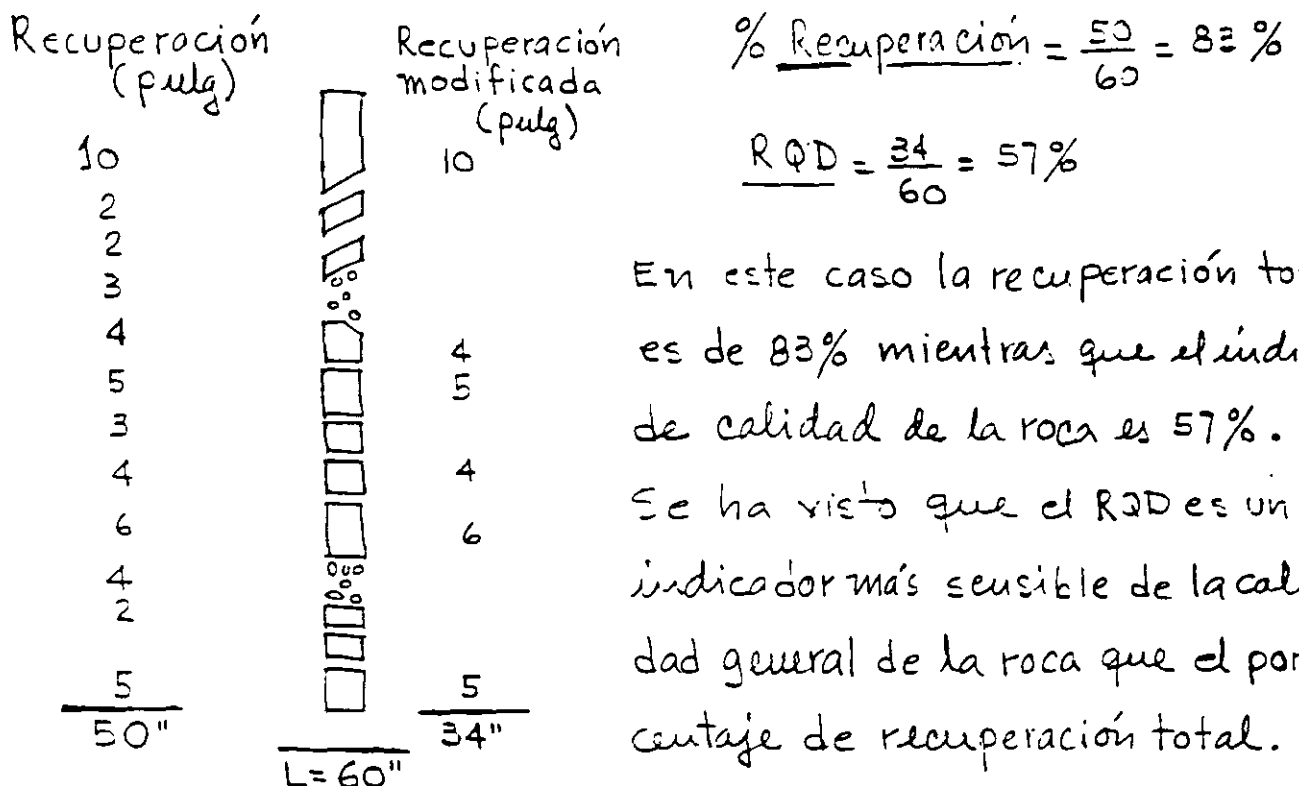 Recuperación
(pulg)
10
2
2
3
4
5
3
4
6
4
2
5
50"
L= 60"
Recuperación
modificada
(pulg)
10
4
5
4
6
5
34"
% Recuperación = 50/60 = 83 %
RQD = 34/60 = 57%
En este caso la recuperación to
es de 83% mientras que el indi
de calidad de la roca es 57%.
Se ha visto que el RQD es un
indicador más sensible de la cal
dad general de la roca que el por
centaje de recuperación total.